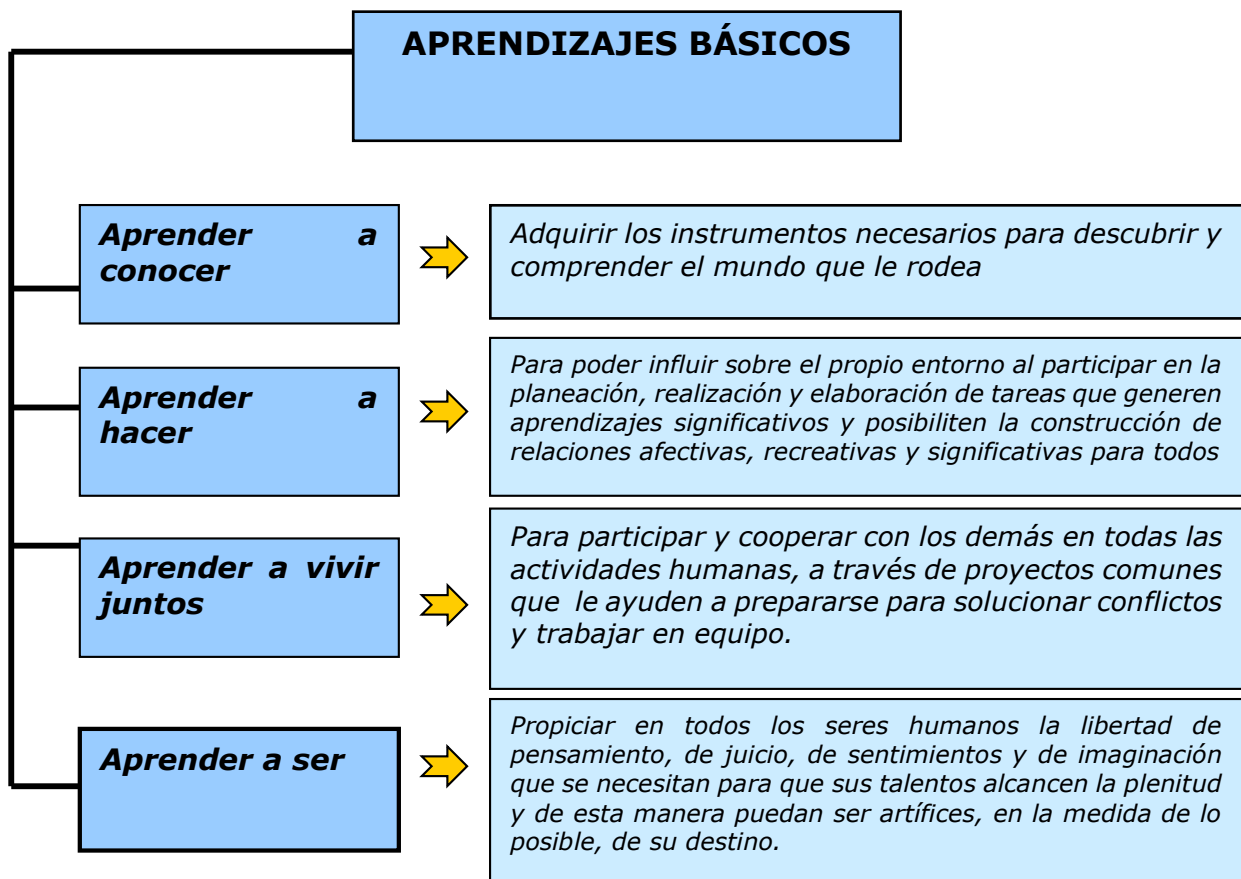 APRENDIZAJES BÁSICOS
Aprender a
conocer
Adquirir los instrumentos necesarios para descubrir y
comprender el mundo que le rodea
Aprender a
hacer
Para poder influir sobre el propio entorno al participar en la
planeación, realización y elaboración de tareas que generen
aprendizajes significativos y posibiliten la construcción de
relaciones afectivas, recreativas y significativas para todos
Aprender a vivir
juntos
Para participar y cooperar con los demás en todas las
actividades humanas, a través de proyectos comunes
que le ayuden a prepararse para solucionar conflictos
y trabajar en equipo.
Aprender a ser
Propiciar en todos los seres humanos la libertad de
pensamiento, de juicio, de sentimientos y de imaginación
que se necesitan para que sus talentos alcancen la plenitud
y de esta manera puedan ser artífices, en la medida de lo
posible, de su destino.